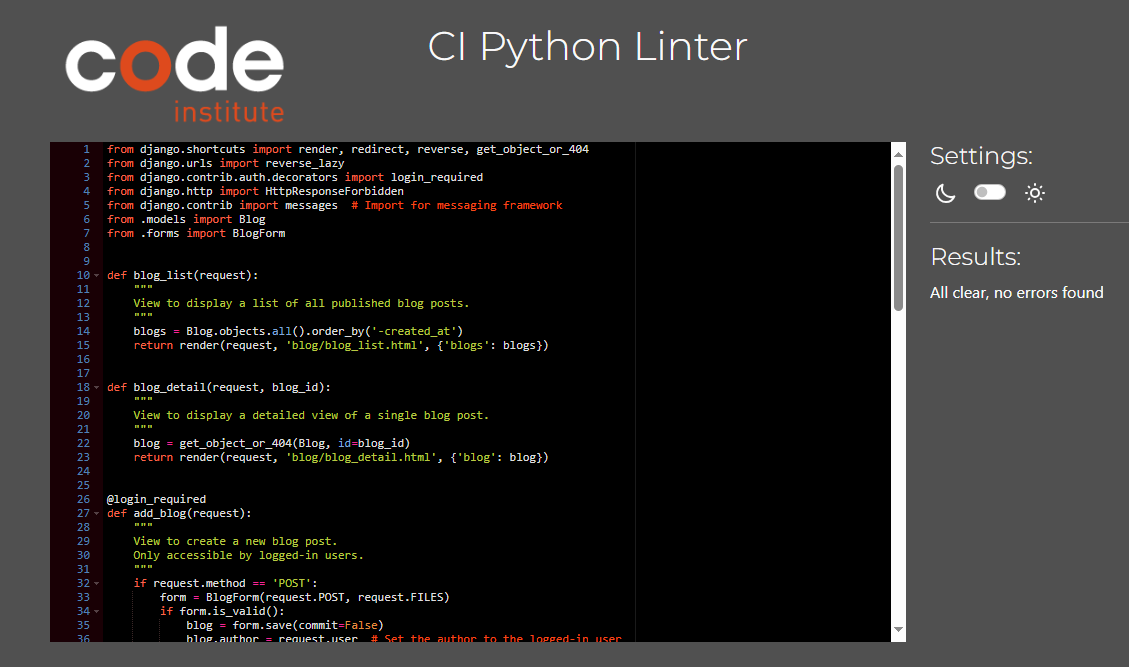 code
institute
CI Python Linter
1 from django.shortcuts import render, redirect, reverse, get_object_or_404
2 from django.urls import reverse_lazy
3 from django.contrib.auth.decorators import login_required
4 from django.http import HttpResponseForbidden
5 from django.contrib import messages  # Import for messaging framework
6 from .models import Blog
7 from .forms import BlogForm
8
9
10 def blog_list(request):
11     """
12     View to display a list of all published blog posts.
13     """
14     blogs = Blog.objects.all().order_by('-created_at')
15     return render(request, 'blog/blog_list.html', {'blogs': blogs})
16
17
18 def blog_detail(request, blog_id):
19     """
20     View to display a detailed view of a single blog post.
21     """
22     blog = get_object_or_404(Blog, id=blog_id)
23     return render(request, 'blog/blog_detail.html', {'blog': blog})
24
25
26 @login_required
27 def add_blog(request):
28     """
29     View to create a new blog post.
30     Only accessible by logged-in users.
31     """
32     if request.method == 'POST':
33         form = BlogForm(request.POST, request.FILES)
34         if form.is_valid():
35             blog = form.save(commit=False)
36             blog.author = request.user  # Set the author to the logged-in user
Settings:
Results:
All clear, no errors found